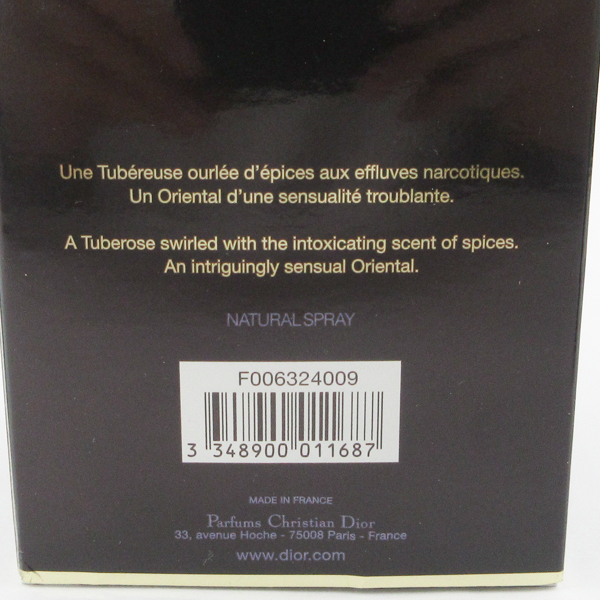 Une Tubéreuse ourlée d'épices aux effluves narcotiques.
Un Oriental d'une sensualité troublante.
A Tuberose swirled with the intoxicating scent of spices.
An intriguingly sensual Oriental.
NATURAL SPRAY
F006324009
3 348900 011687
MADE IN FRANCE
Parfums Christian Dior
33, avenue Hoche - 75008 Paris - France
www.dior.com